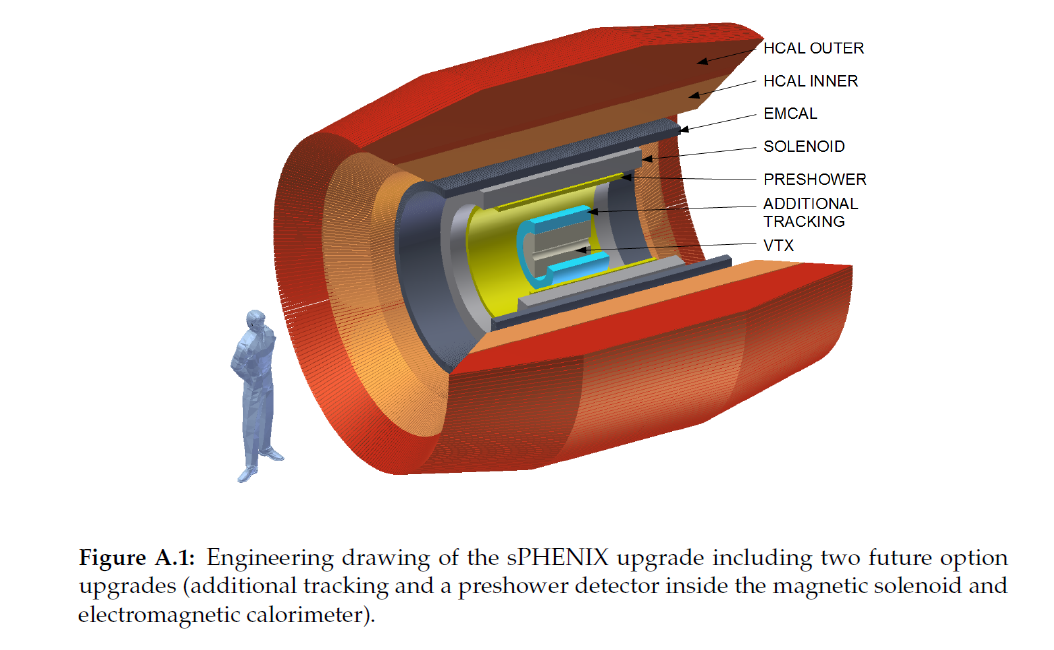 HCAL OUTER
HCAL INNER
EMCAL
SOLENOID
PRESHOWER
ADDITIONAL
TRACKING
VTX
Figure A.1: Engineering drawing of the sPHENIX upgrade including two future option
upgrades (additional tracking and a preshower detector inside the magnetic solenoid and
electromagnetic calorimeter).